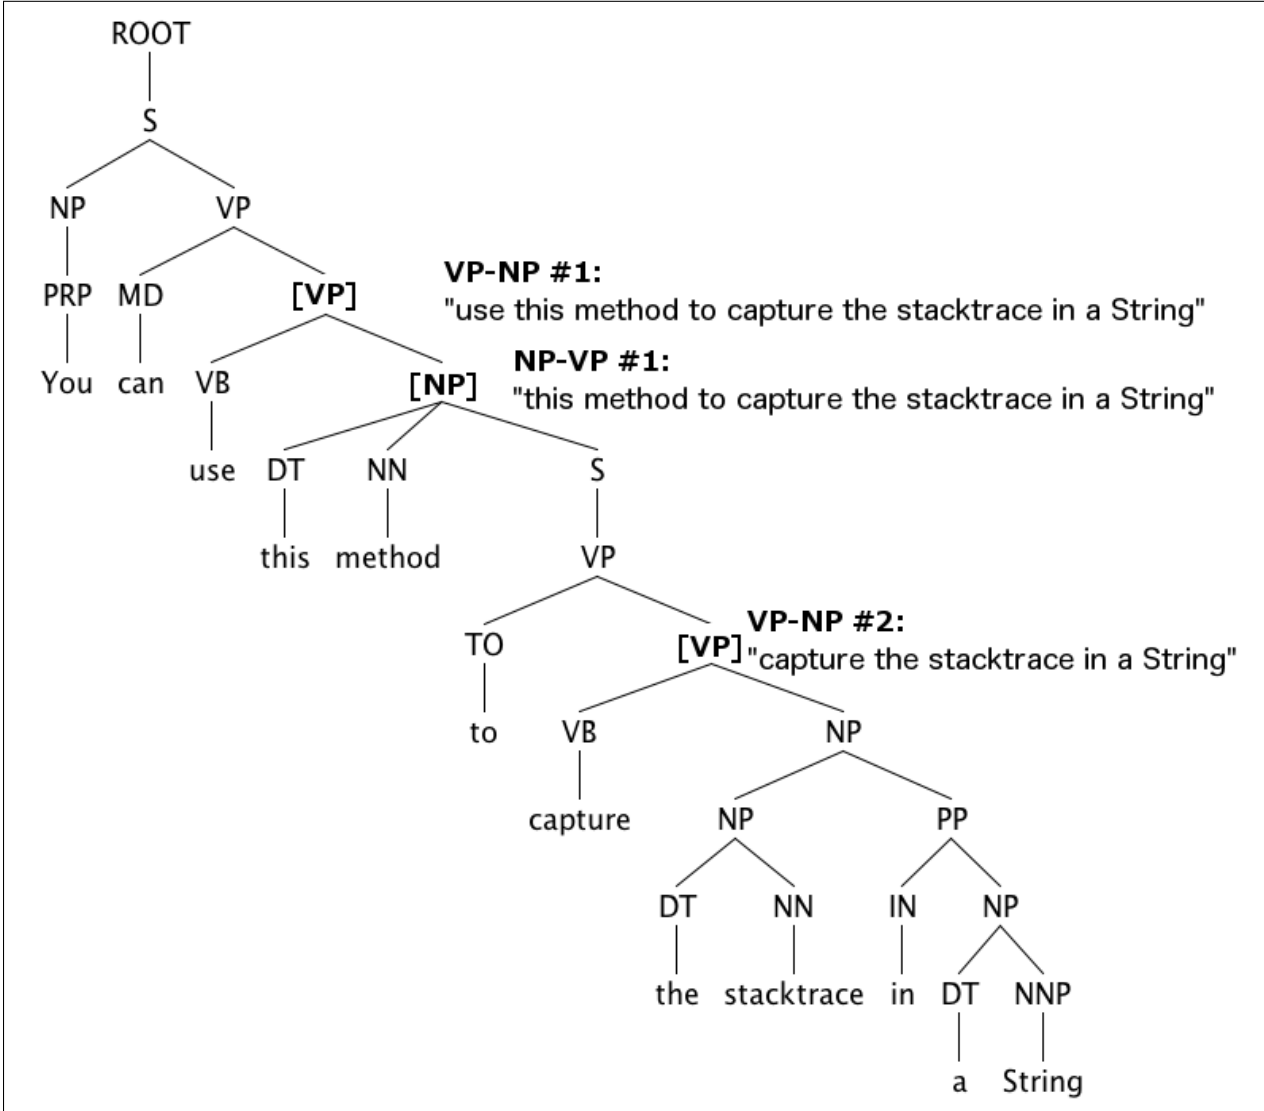 ROOT
S
NP VP
VP-NP #1:
PRP MD [VP]
"use this method to capture the stacktrace in a String"
NP-VP #1:
You can VB [NP]
"this method to capture the stacktrace in a String"
use DT NN S
this method VP
VP-NP #2:
TO [VP]
"capture the stacktrace in a String"
to VB NP
capture NP PP
DT NN IN NP
the stacktrace in DT NNP
a String